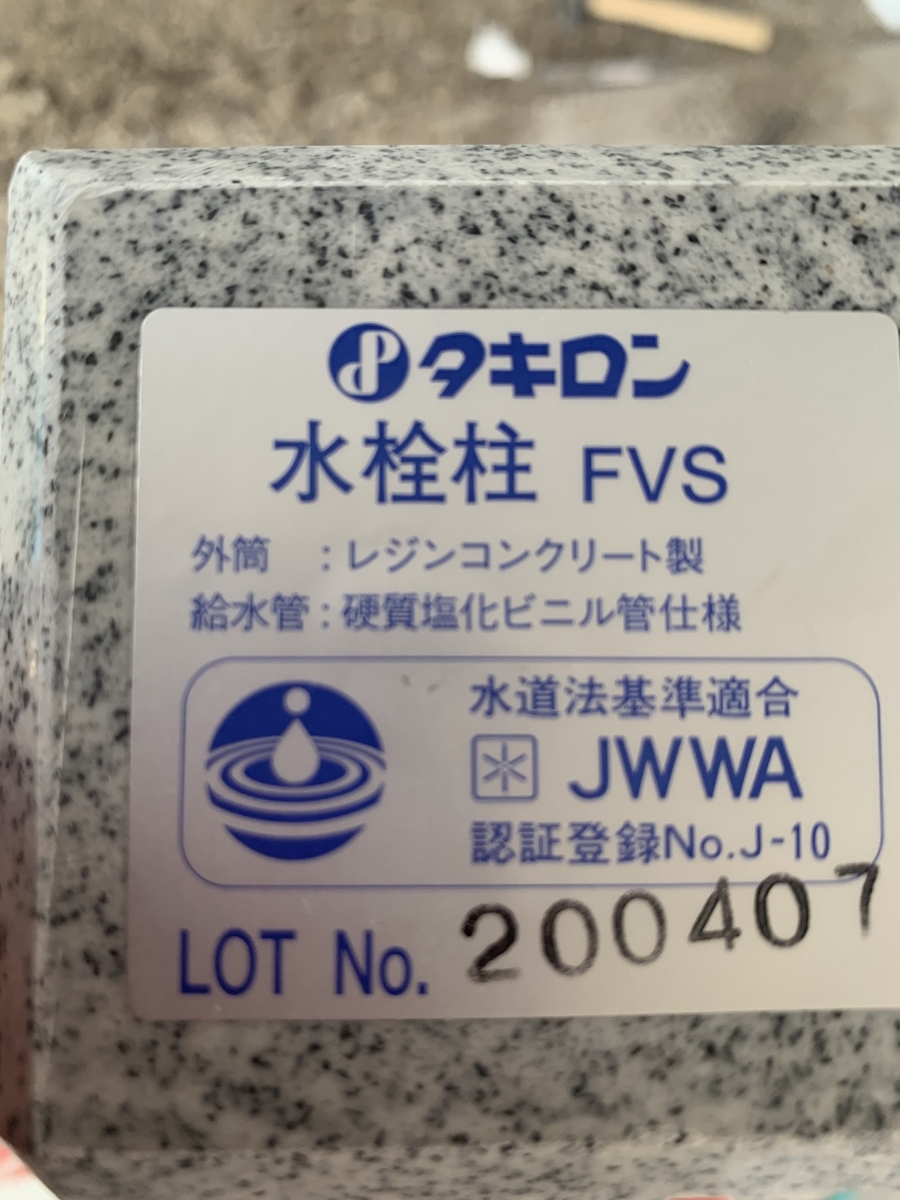 タキロン
水栓柱 FVS
外筒 : レジンコンクリート製
給水管 : 硬質塩化ビニル管仕様
水道法基準適合
JWWA
認証登録No.J-10
LOT No. 200407